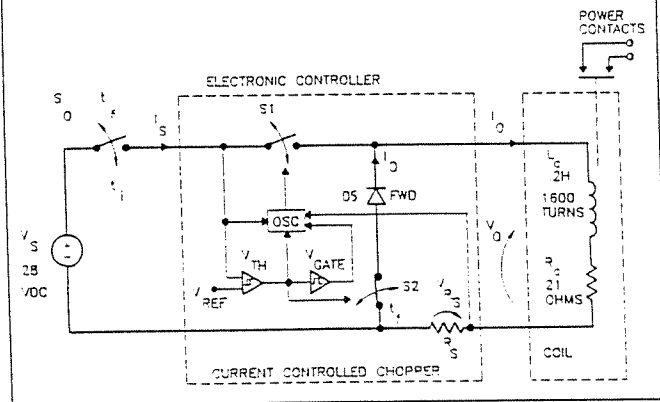 POWER
CONTACTS
ELECTRONIC CONTROLLER
S
O
t
f
t
i
I
S
S1
I
O
I
D
D5
FWD
L
C
2H
1600
TURNS
OSC
V
TH
V
GATE
V
REF
S2
t
f
V
R
S
R
S
V
O
R
C
21
OHMS
V
S
28
VDC
COIL
CURRENT CONTROLLED CHOPPER